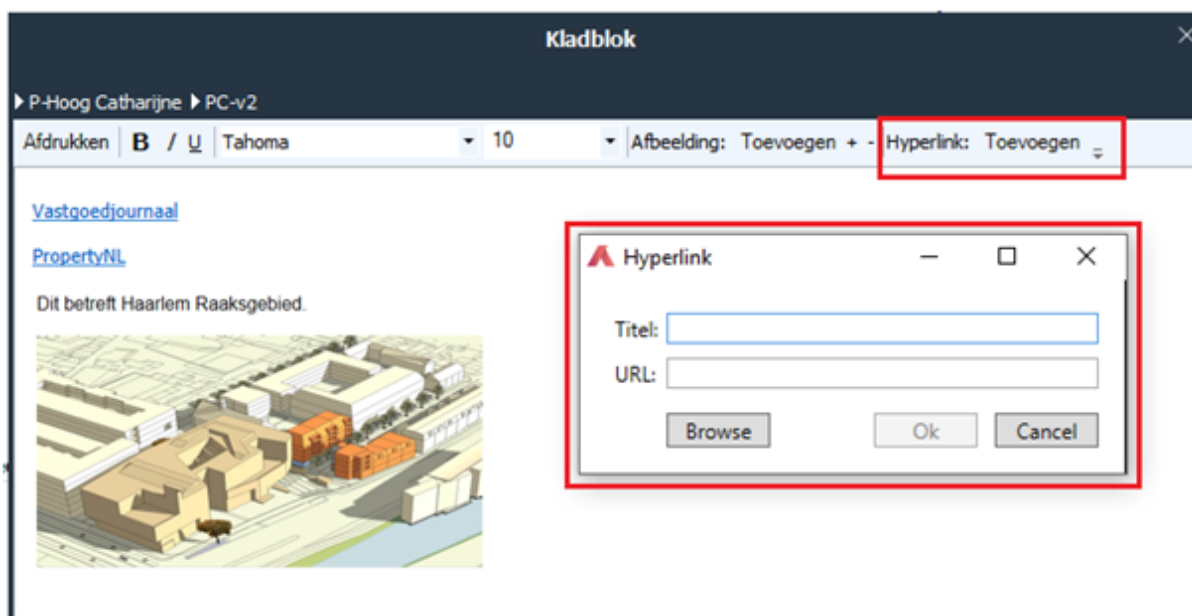 Kladblok
P-Hoog Catharijne PC-v2
Afdrukken B / U Tahoma 10 Afbeelding: Toevoegen + - Hyperlink: Toevoegen
Vastgoedjournaal
PropertyNL
Dit betreft Haarlem Raaksgebied.
Hyperlink
Titel:
URL:
Browse Ok Cancel